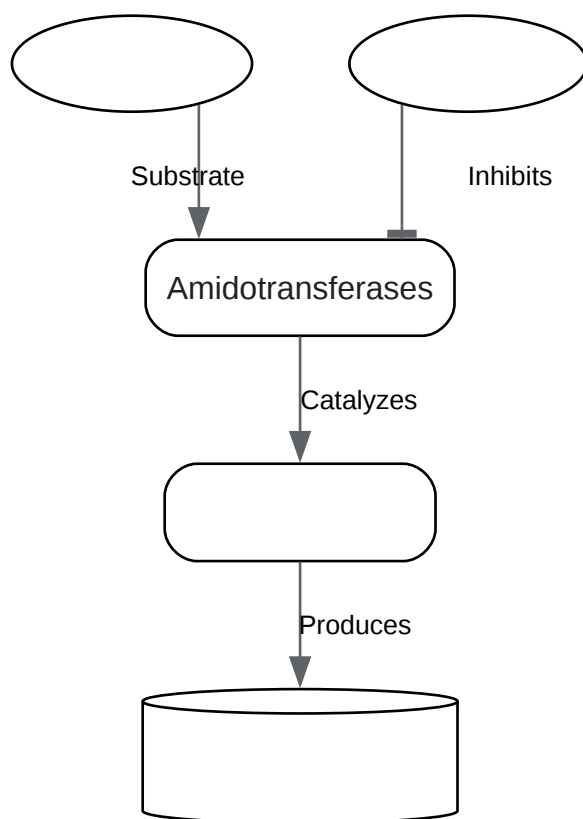 Substrate
Inhibits
Amidotransferases
Catalyzes
Produces